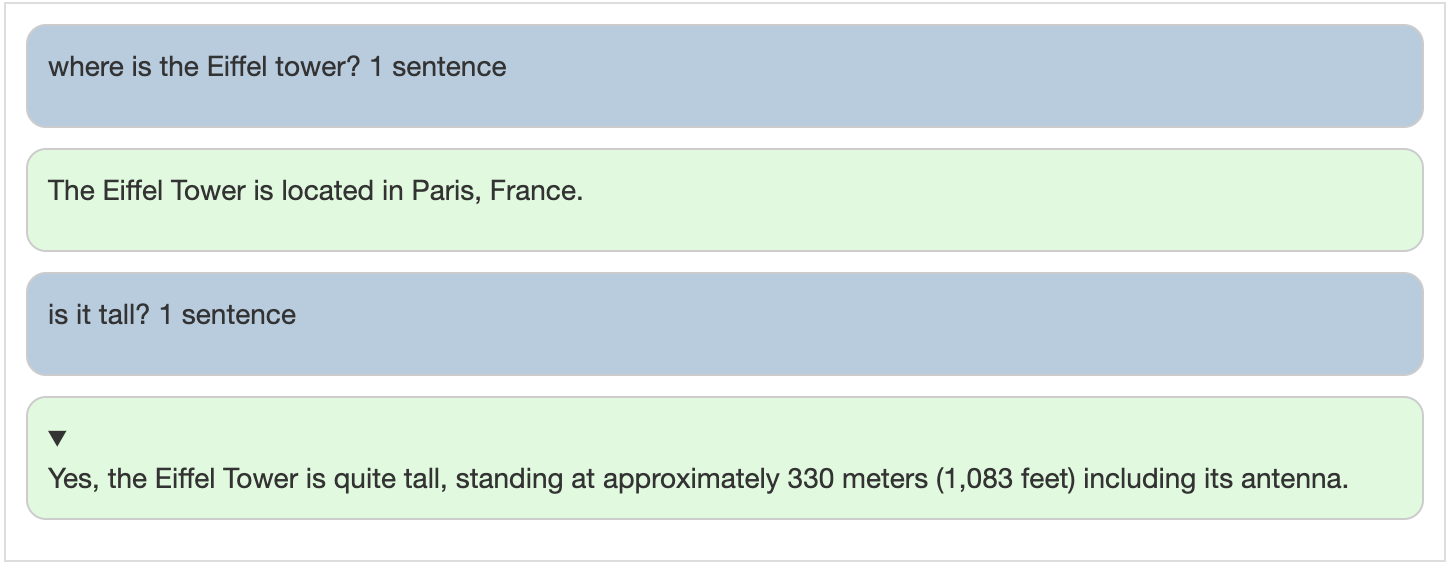 where is the Eiffel tower? 1 sentence
The Eiffel Tower is located in Paris, France.
is it tall? 1 sentence
Yes, the Eiffel Tower is quite tall, standing at approximately 330 meters (1,083 feet) including its antenna.